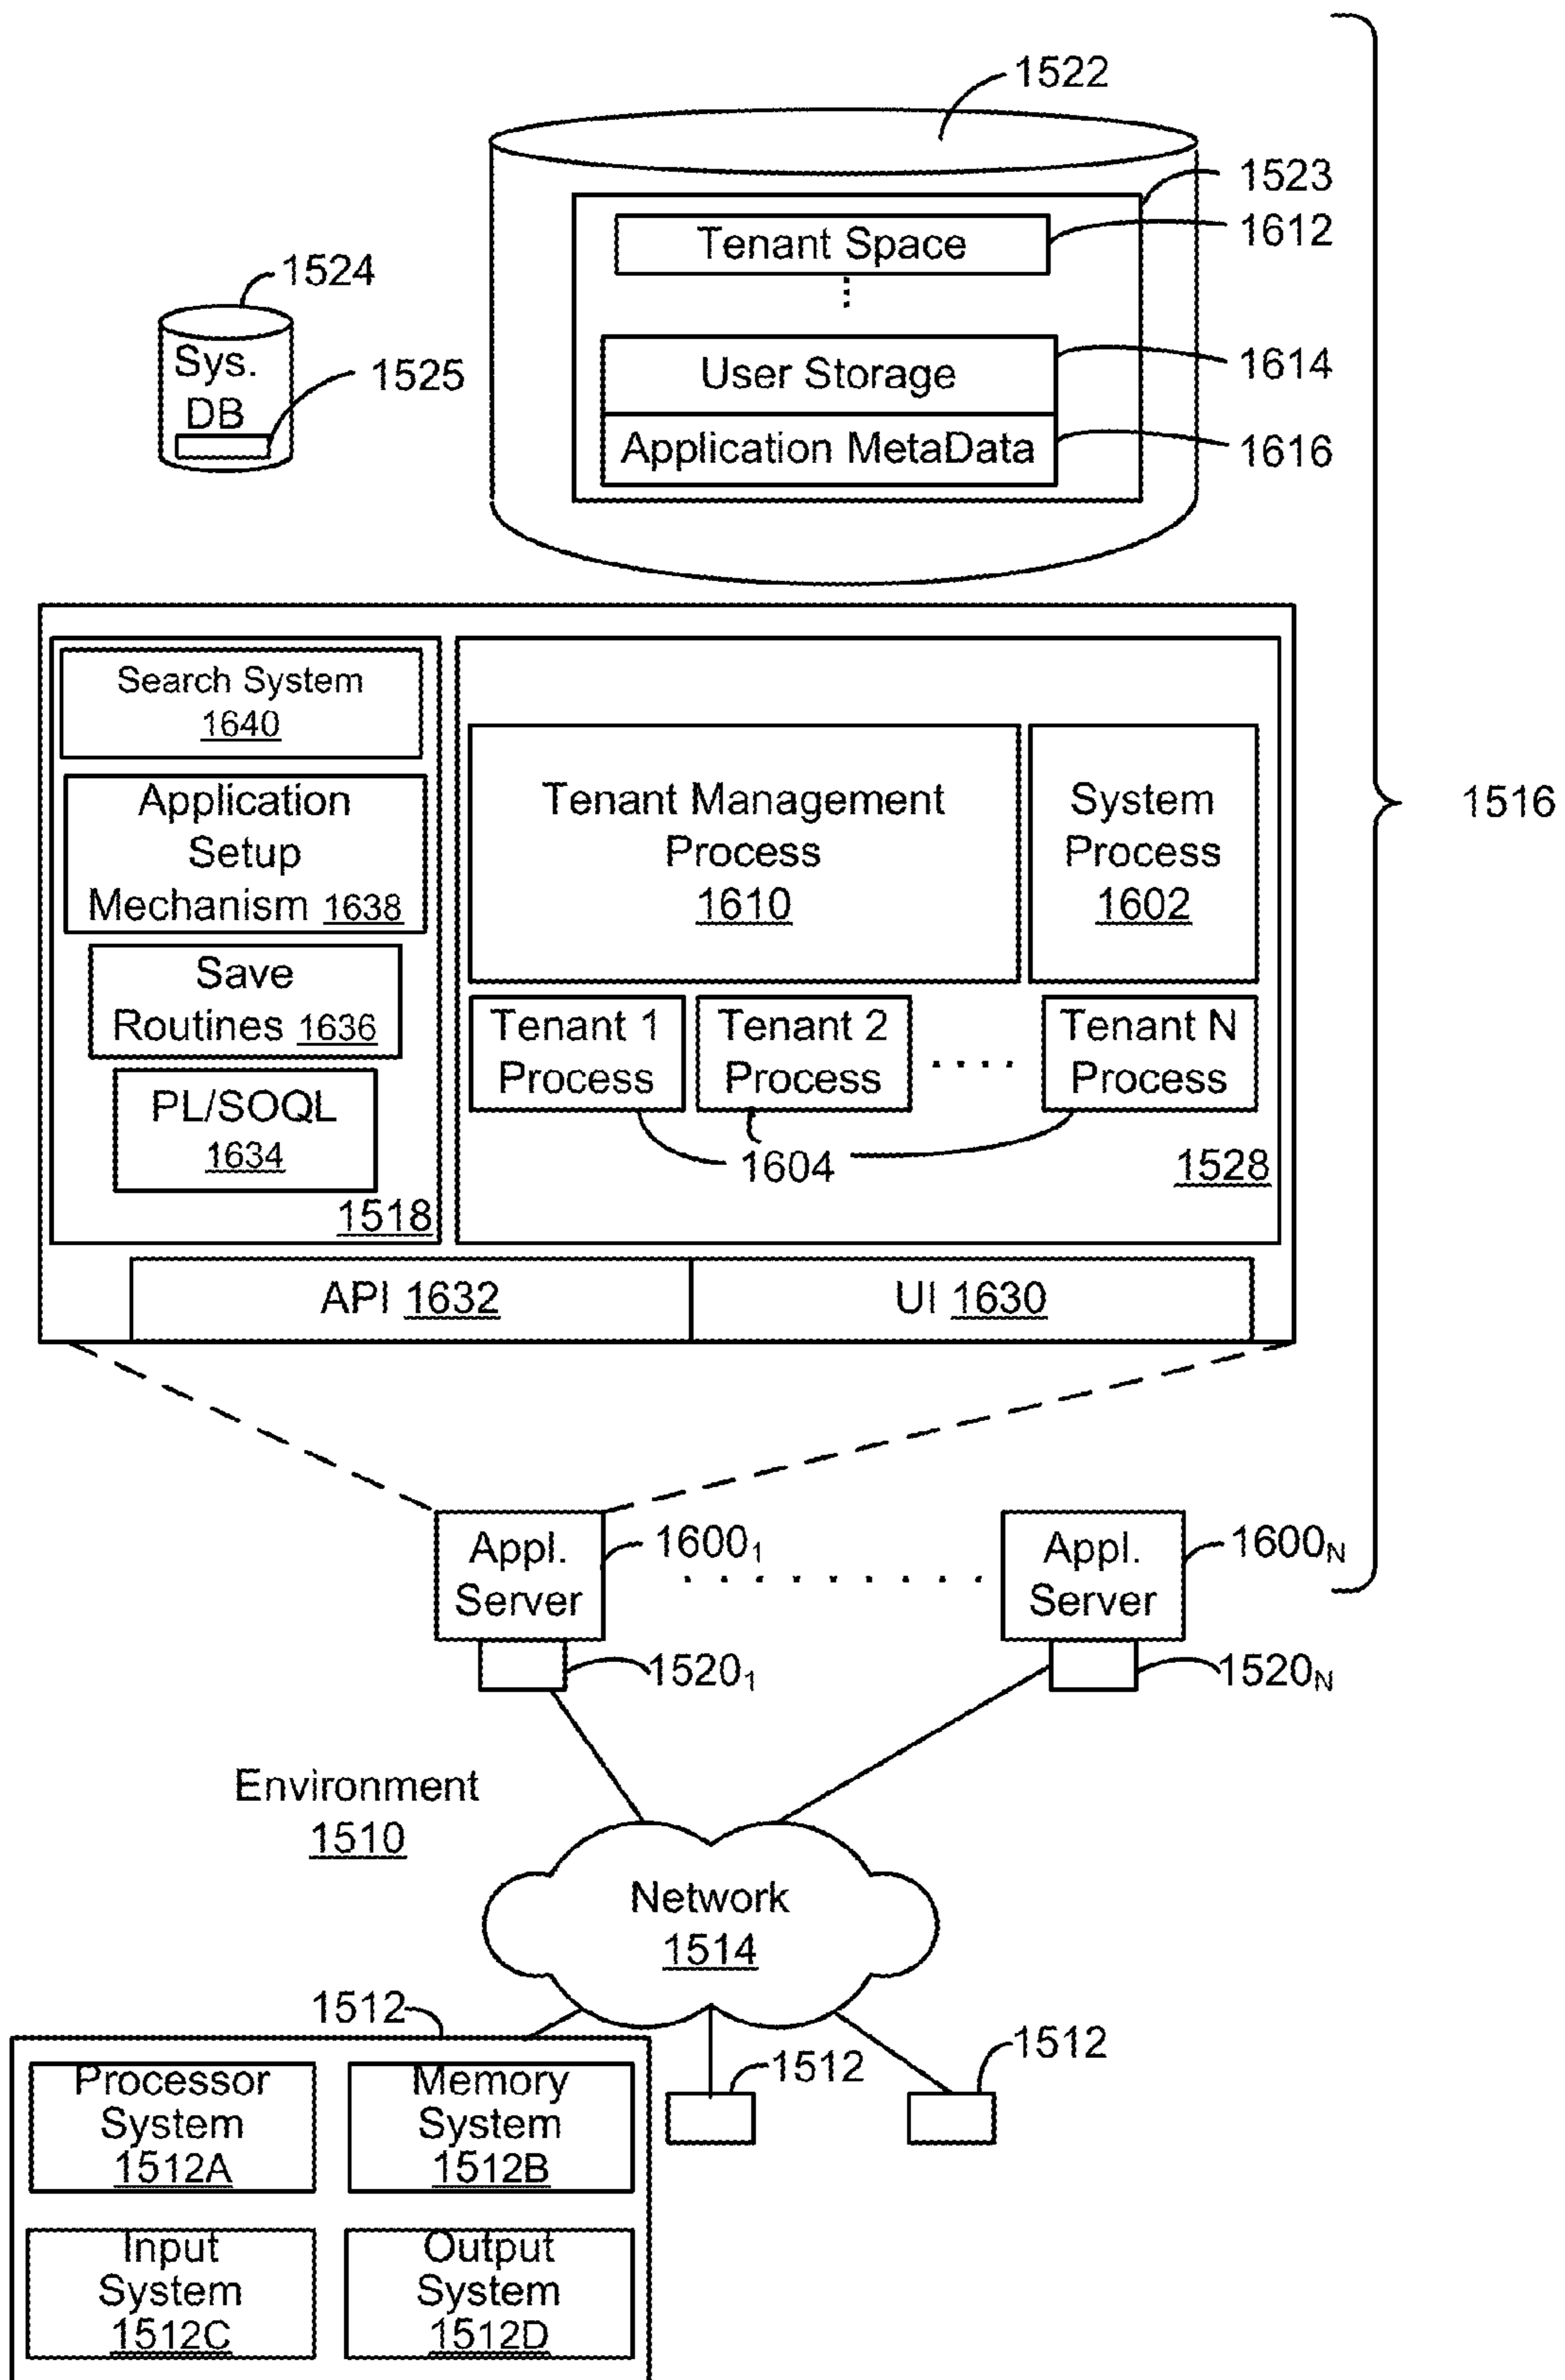 1522
1523
Tenant Space
1612
1524
Sys.
DB
1525
User Storage
1614
Application MetaData
1616
Search System
1640
Application
Setup
Mechanism 1638
Save
Routines 1636
PL/SOQL
1634
1518
Tenant Management
Process
1610
System
Process
1602
Tenant 1
Process
Tenant 2
Process
Tenant N
Process
1604
1528
1516
API 1632
UI 1630
Appl.
Server
1600₁
Appl.
Server
1600N
1520₁
1520N
Environment
1510
Network
1514
1512
1512
1512
Processor
System
1512A
Memory
System
1512B
Input
System
1512C
Output
System
1512D